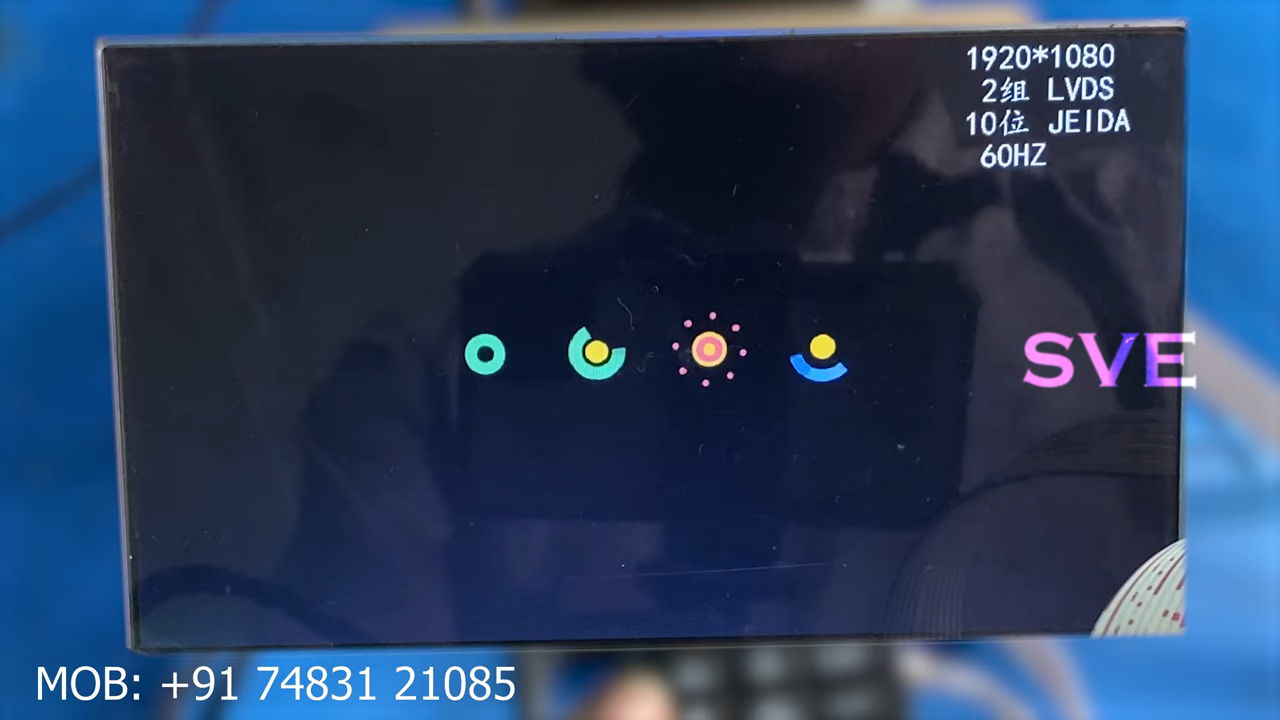 1920*1080
2组 LVDS
10位 JEIDA
60HZ
SVE
MOB: +91 74831 21085